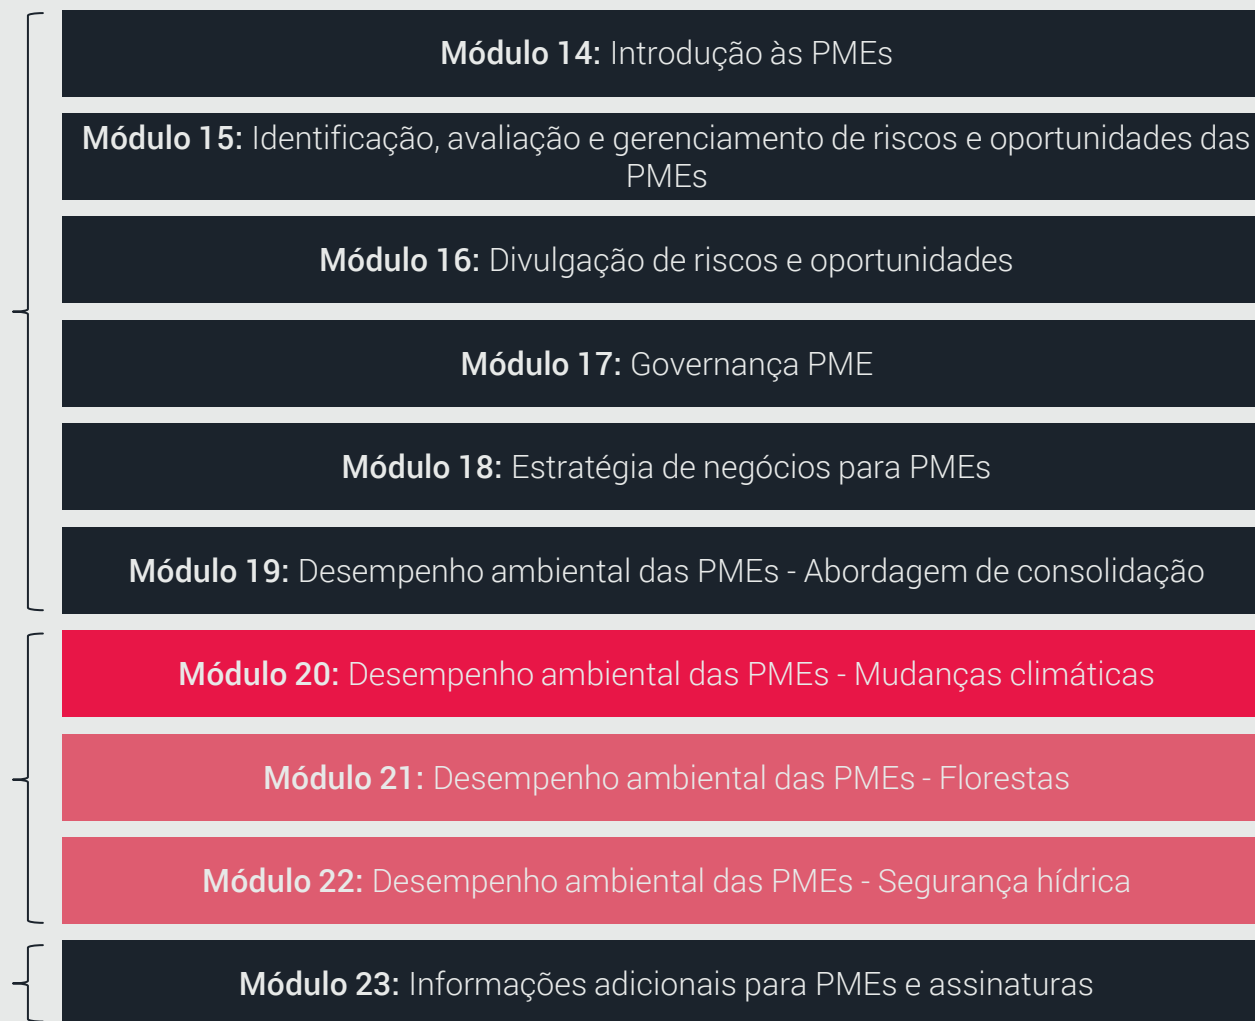 Módulo 14: Introdução às PMEs
Módulo 15: Identificação, avaliação e gerenciamento de riscos e oportunidades das
PMEs
Módulo 16: Divulgação de riscos e oportunidades
Módulo 17: Governança PME
Módulo 18: Estratégia de negócios para PMEs
Módulo 19: Desempenho ambiental das PMEs - Abordagem de consolidação
Módulo 20: Desempenho ambiental das PMEs - Mudanças climáticas
Módulo 21: Desempenho ambiental das PMEs - Florestas
Módulo 22: Desempenho ambiental das PMEs - Segurança hídrica
Módulo 23: Informações adicionais para PMEs e assinaturas